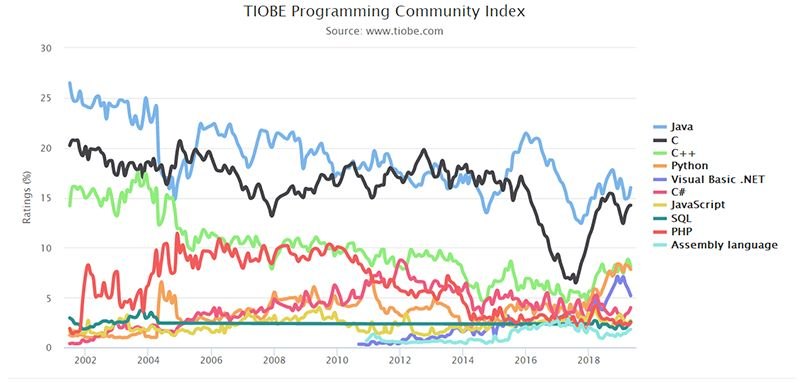 TIOBE Programming Community Index
Source: www.tiobe.com
30
25
20
15
10
5
0
Ratings (%)
2002 2004 2006 2008 2010 2012 2014 2016 2018
Java
C
C++
Python
Visual Basic .NET
C#
JavaScript
SQL
PHP
Assembly language